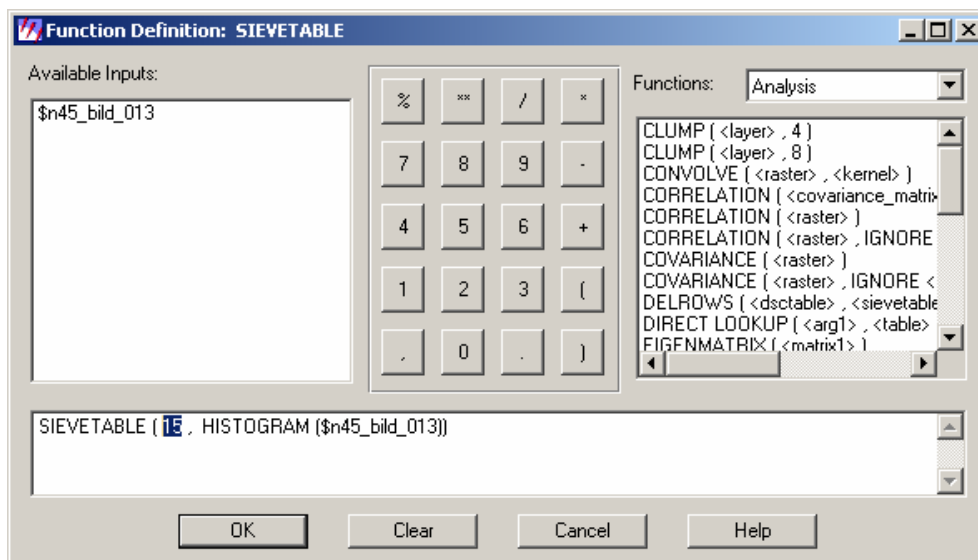 Function Definition: SIEVETABLE
Available Inputs:
$n45_bild_013
% ** / *
7 8 9 -
4 5 6 +
1 2 3 (
, 0 . )
Functions: Analysis
CLUMP ( <layer> , 4 )
CLUMP ( <layer> , 8 )
CONVOLVE ( <raster> , <kernel> )
CORRELATION ( <covariance_matrix
CORRELATION ( <raster> )
CORRELATION ( <raster> , IGNORE
COVARIANCE ( <raster> )
COVARIANCE ( <raster> , IGNORE <
DELROWS ( <dsctable> , <sievetable
DIRECT LOOKUP ( <arg1> , <table>
EIGENMATRIX ( <matrix1> )
SIEVETABLE ( 15 , HISTOGRAM ($n45_bild_013))
OK Clear Cancel Help